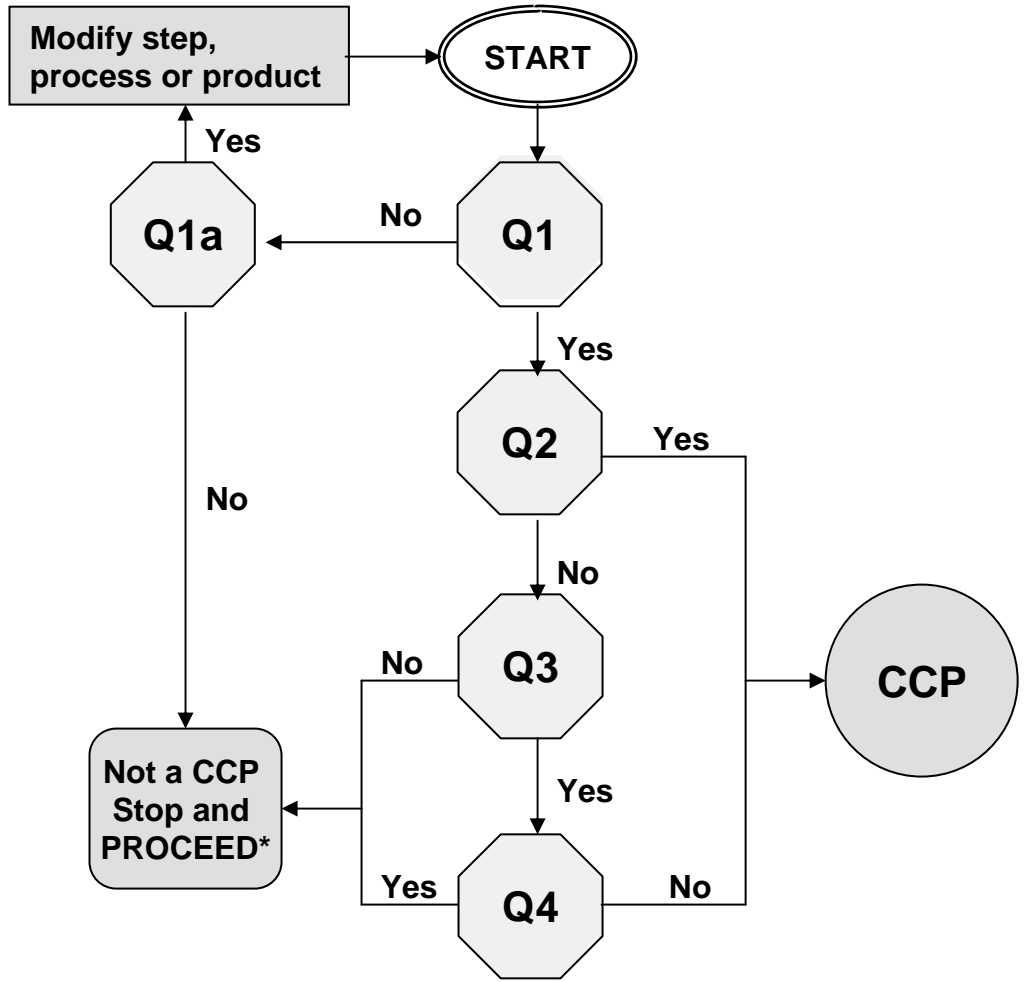 Modify step,
process or product
START
Yes
Q1a
No
Q1
Yes
Q2
Yes
No
No
Q3
No
CCP
Not a CCP
Stop and
PROCEED*
Yes
Yes
Q4
No